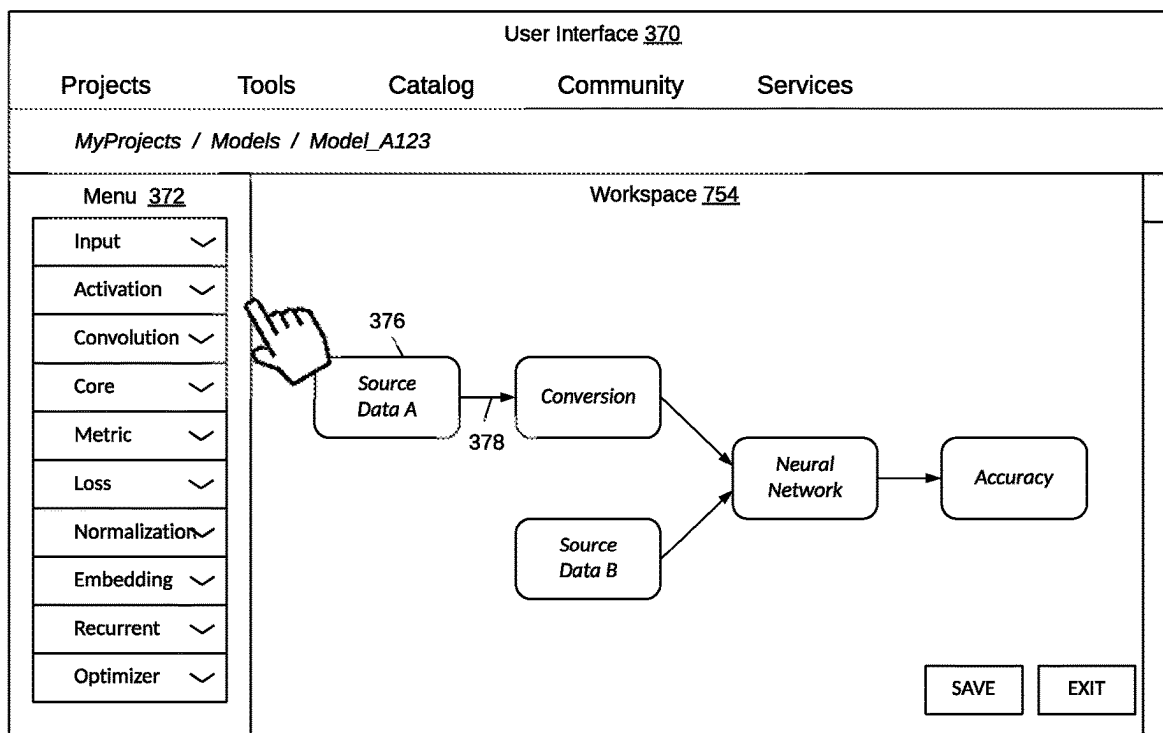 User Interface 370
Projects Tools Catalog Community Services
MyProjects / Models / Model_A123
Menu 372
Input
Activation
Convolution
Core
Metric
Loss
Normalization
Embedding
Recurrent
Optimizer
Workspace 754
376
Source
Data A
378
Conversion
Source
Data B
Neural
Network
Accuracy
SAVE
EXIT